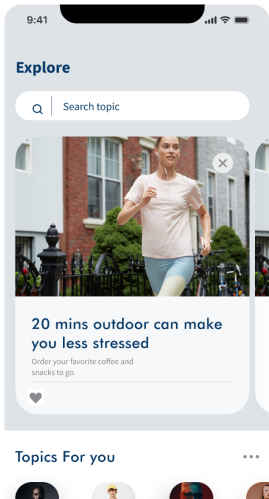 9:41
Explore
Search topic
20 mins outdoor can make
you less stressed
Order your favorite coffee and
snacks to go.
Topics For you